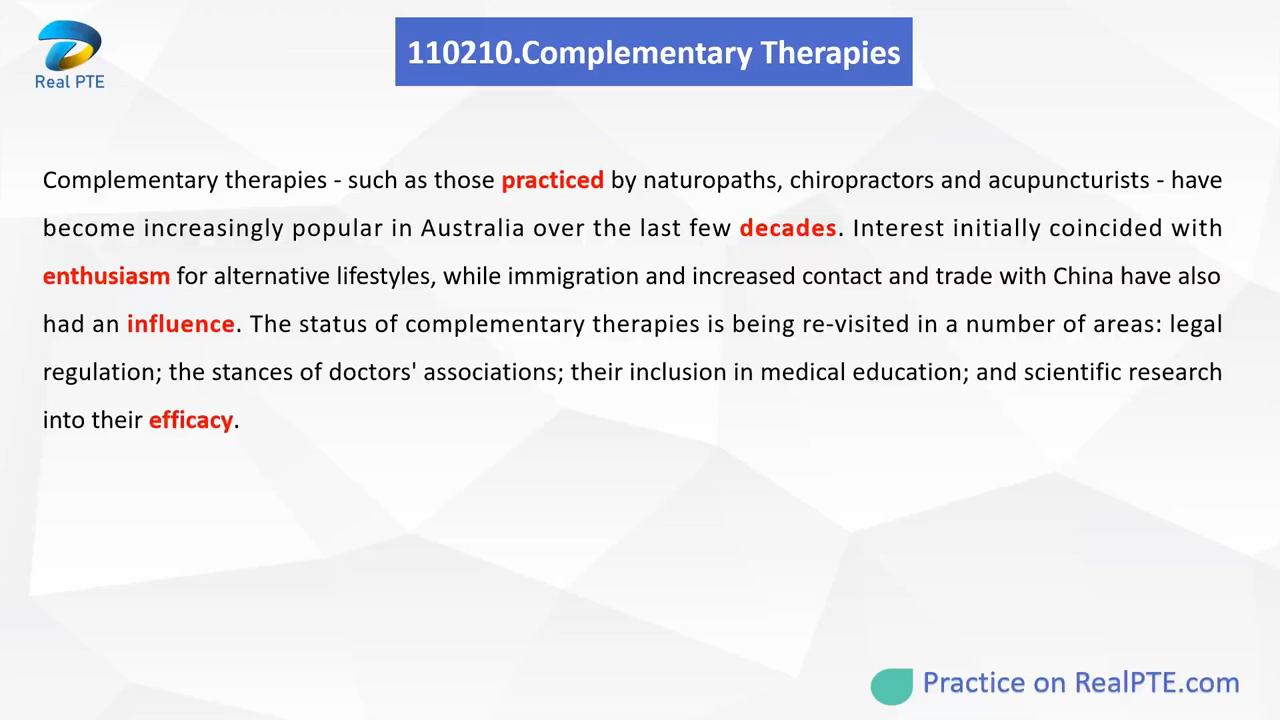 110210.Complementary Therapies
Real PTE
Complementary therapies - such as those practiced by naturopaths, chiropractors and acupuncturists - have
become increasingly popular in Australia over the last few decades. Interest initially coincided with
enthusiasm for alternative lifestyles, while immigration and increased contact and trade with China have also
had an influence. The status of complementary therapies is being re-visited in a number of areas: legal
regulation; the stances of doctors' associations; their inclusion in medical education; and scientific research
into their efficacy.
Practice on RealPTE.com